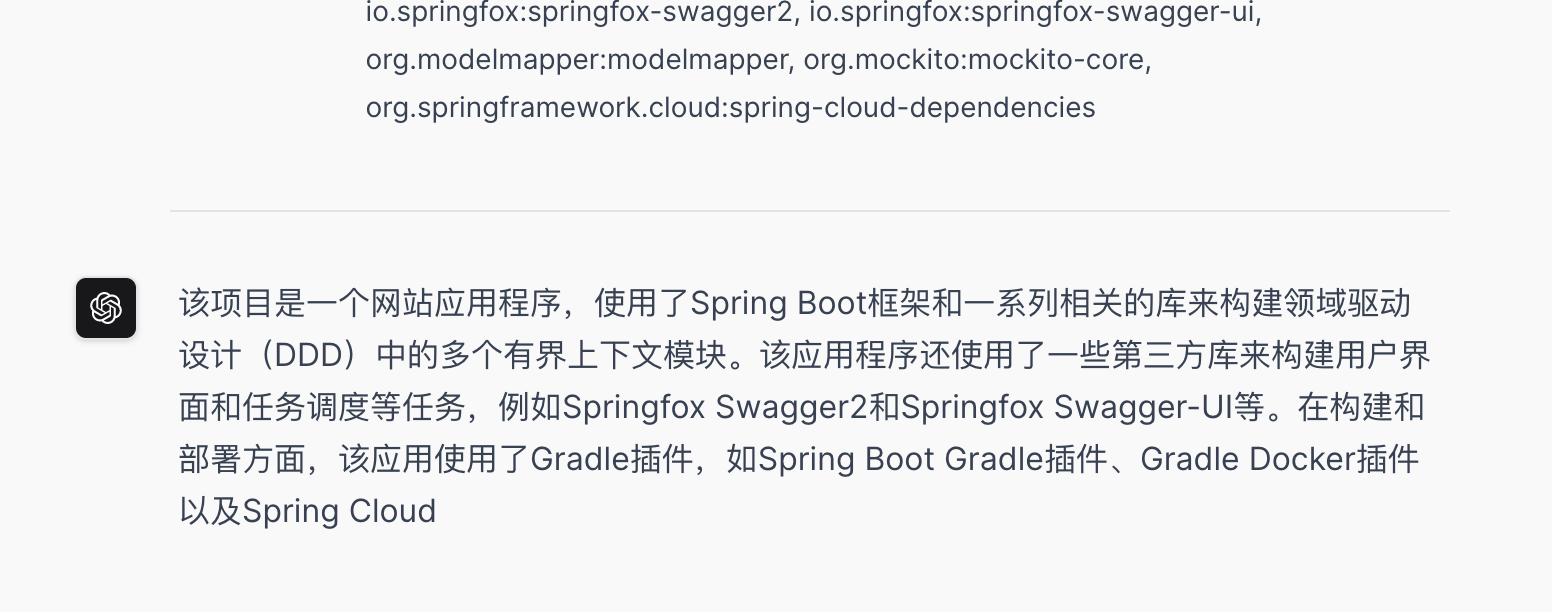 io.springfox:springfox-swagger2, io.springfox:springfox-swagger-ui,
org.modelmapper:modelmapper, org.mockito:mockito-core,
org.springframework.cloud:spring-cloud-dependencies
该项目是一个网站应用程序，使用了Spring Boot框架和一系列相关的库来构建领域驱动
设计（DDD）中的多个有界上下文模块。该应用程序还使用了一些第三方库来构建用户界
面和任务调度等任务，例如Springfox Swagger2和Springfox Swagger-UI等。在构建和
部署方面，该应用使用了Gradle插件，如Spring Boot Gradle插件、Gradle Docker插件
以及Spring Cloud